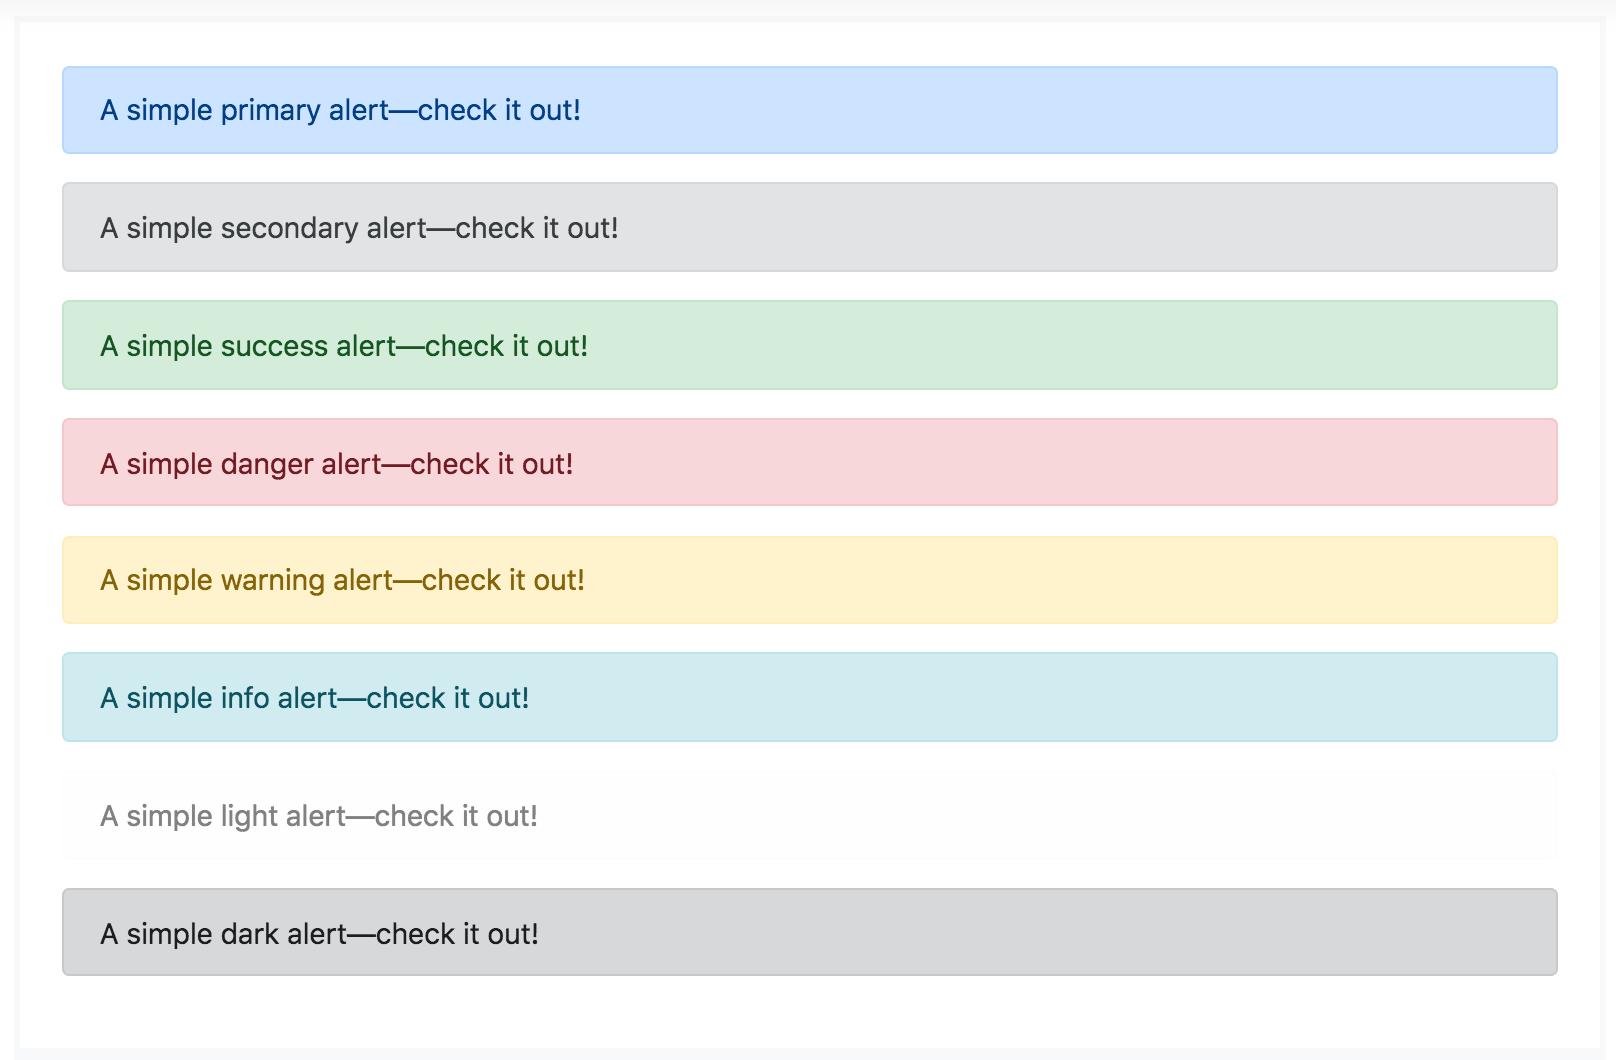 A simple primary alert—check it out!
A simple secondary alert—check it out!
A simple success alert—check it out!
A simple danger alert—check it out!
A simple warning alert—check it out!
A simple info alert—check it out!
A simple light alert—check it out!
A simple dark alert—check it out!